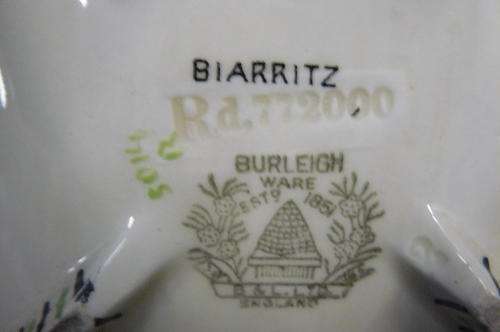 BIARRITZ
Rd.772000
BURLEIGH
WARE
ESTD 1851
B & L LTD
ENGLAND